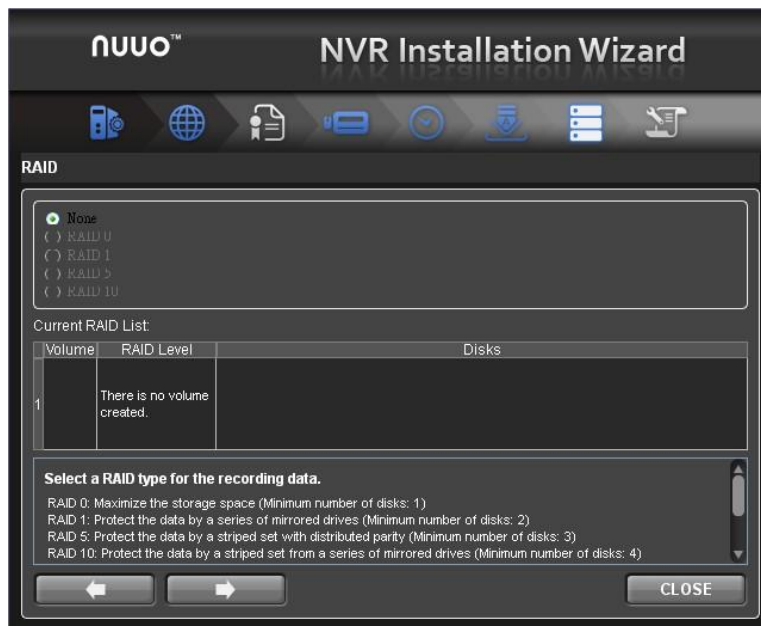 nuuo™
NVR Installation Wizard
RAID
None
RAID 0
RAID 1
RAID 5
RAID 10
Current RAID List:
Volume RAID Level Disks
1 There is no volume
created.
Select a RAID type for the recording data.
RAID 0: Maximize the storage space (Minimum number of disks: 1)
RAID 1: Protect the data by a series of mirrored drives (Minimum number of disks: 2)
RAID 5: Protect the data by a striped set with distributed parity (Minimum number of disks: 3)
RAID 10: Protect the data by a striped set from a series of mirrored drives (Minimum number of disks: 4)
CLOSE